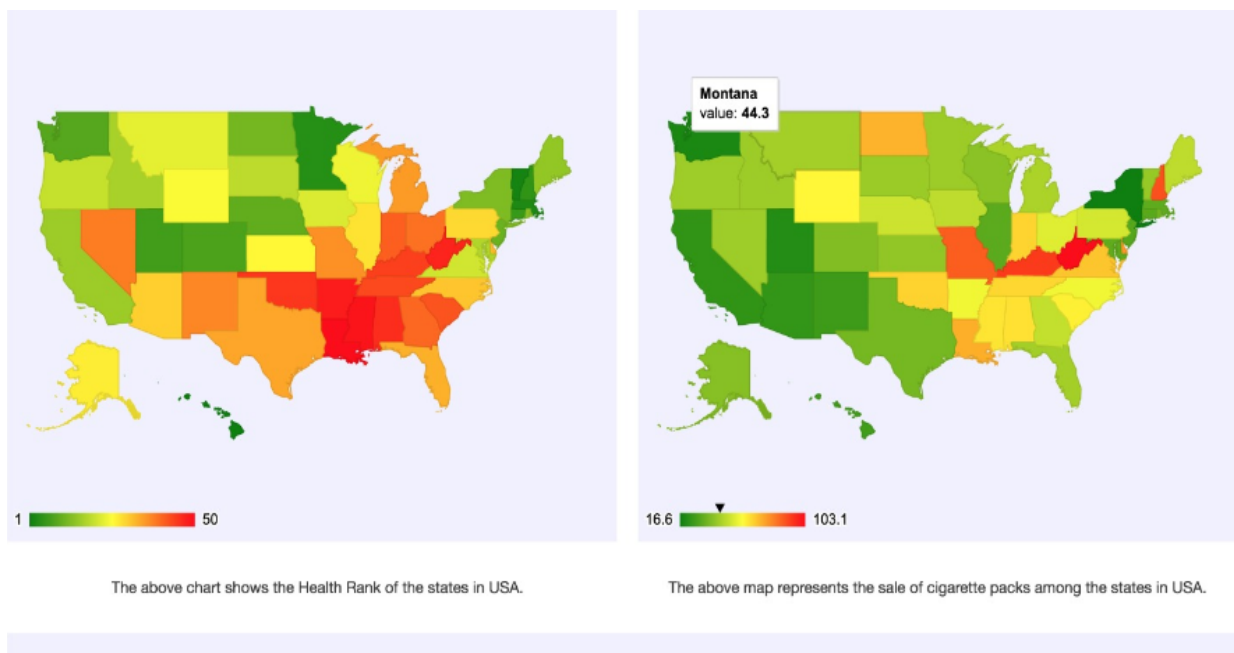 Montana
value: 44.3
1 50
16.6 103.1
The above chart shows the Health Rank of the states in USA.
The above map represents the sale of cigarette packs among the states in USA.